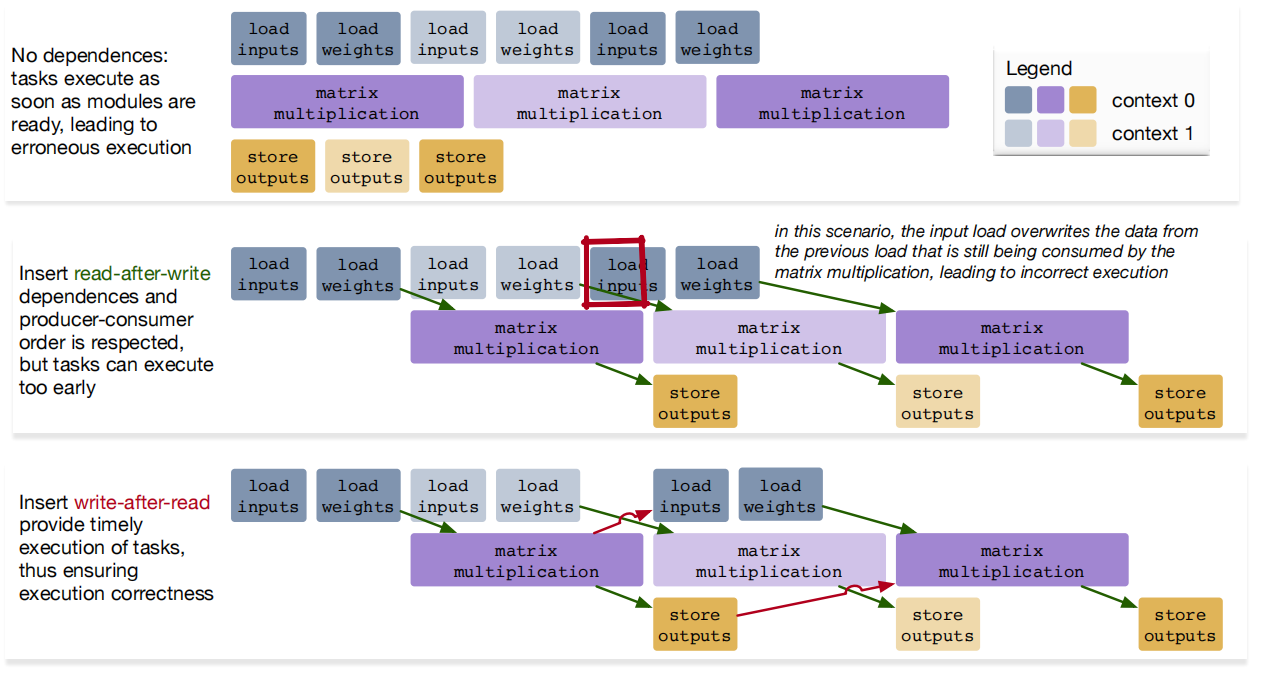 No dependences:
tasks execute as
soon as modules are
ready, leading to
erroneous execution
load inputs
load weights
load inputs
load weights
load inputs
load weights
matrix multiplication
matrix multiplication
matrix multiplication
store outputs
store outputs
store outputs
Legend
context 0
context 1
Insert read-after-write
dependences and
producer-consumer
order is respected,
but tasks can execute
too early
load inputs
load weights
load inputs
load weights
load inputs
load weights
in this scenario, the input load overwrites the data from
the previous load that is still being consumed by the
matrix multiplication, leading to incorrect execution
matrix multiplication
matrix multiplication
matrix multiplication
store outputs
store outputs
store outputs
Insert write-after-read
provide timely
execution of tasks,
thus ensuring
execution correctness
load inputs
load weights
load inputs
load weights
load inputs
load weights
matrix multiplication
matrix multiplication
matrix multiplication
store outputs
store outputs
store outputs